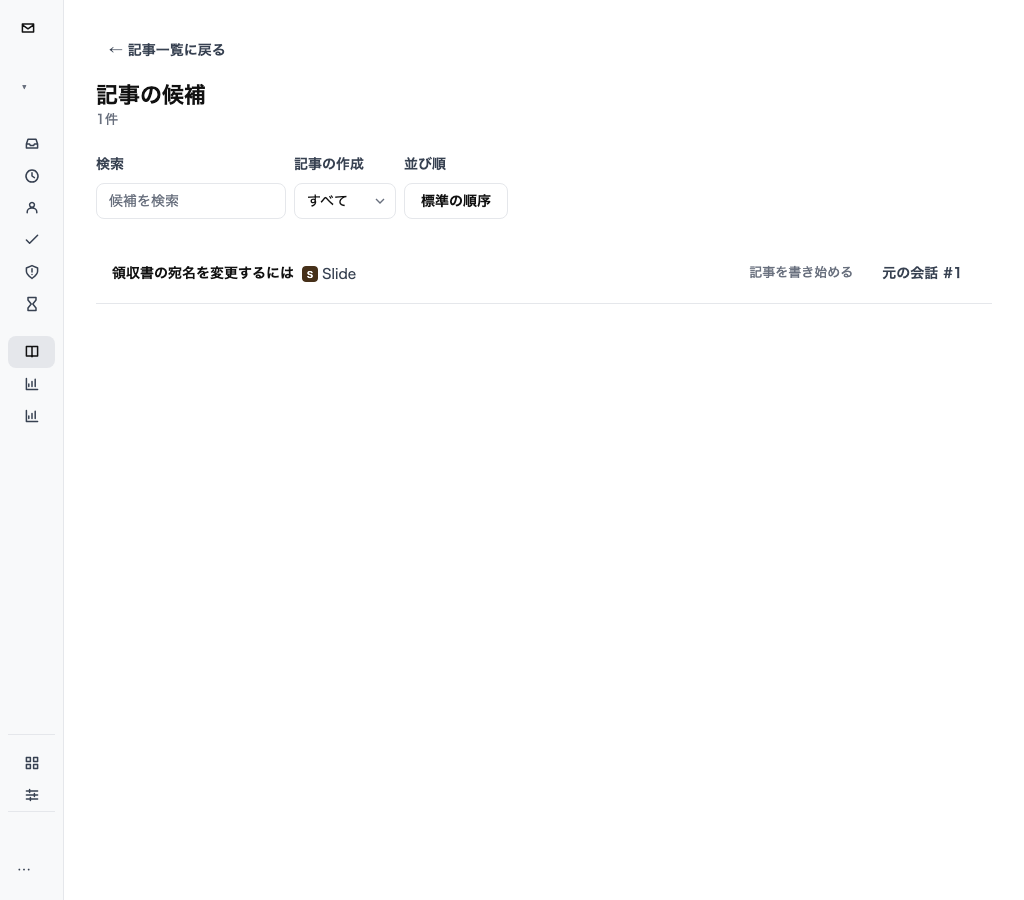 ← 記事一覧に戻る
記事の候補
1件
検索 記事の作成 並び順
候補を検索 すべて 標準の順序
領収書の宛名を変更するには S Slide 記事を書き始める 元の会話 #1
…